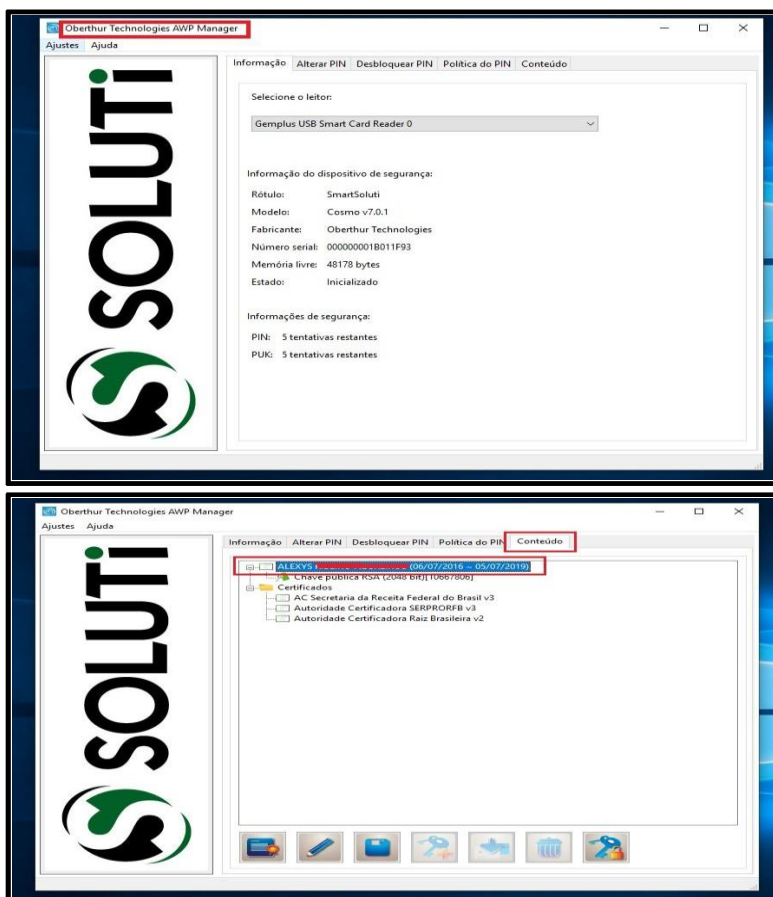 Oberthur Technologies AWP Manager
Ajustes Ajuda
SOLUTI
Informação Alterar PIN Desbloquear PIN Política do PIN Conteúdo
Selecione o leitor:
Gemplus USB Smart Card Reader 0
Informação do dispositivo de segurança:
Rótulo: SmartSoluti
Modelo: Cosmo v7.0.1
Fabricante: Oberthur Technologies
Número serial: 000000001B011F93
Memória livre: 48178 bytes
Estado: Inicializado
Informações de segurança:
PIN: 5 tentativas restantes
PUK: 5 tentativas restantes
Oberthur Technologies AWP Manager
Ajustes Ajuda
SOLUTI
Informação Alterar PIN Desbloquear PIN Política do PIN Conteúdo
ALEXYS (06/07/2016 ~ 05/07/2019)
Chave pública RSA (2048 bit)[10667806]
Certificados
AC Secretaria da Receita Federal do Brasil v3
Autoridade Certificadora SERPRORFB v3
Autoridade Certificadora Raiz Brasileira v2